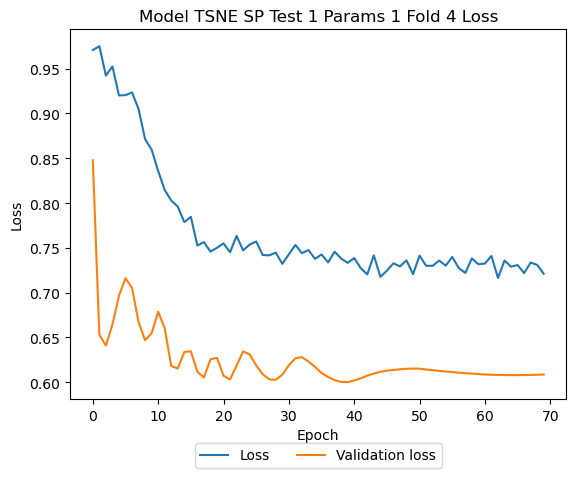 Model TSNE SP Test 1 Params 1 Fold 4 Loss
0.95
0.90
0.85
0.80
0.75
0.70
0.65
0.60
Loss
0 10 20 30 40 50 60 70
Epoch
Loss Validation loss